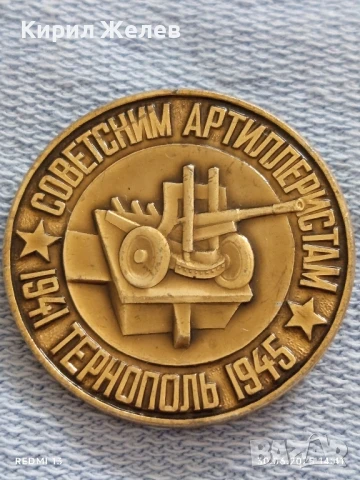 Кирил Желев
СОВЕТСКИМ АРТИЛЛЕРИСТАМ
1941 ТЕРНОПОЛЬ 1945
REDMI 13